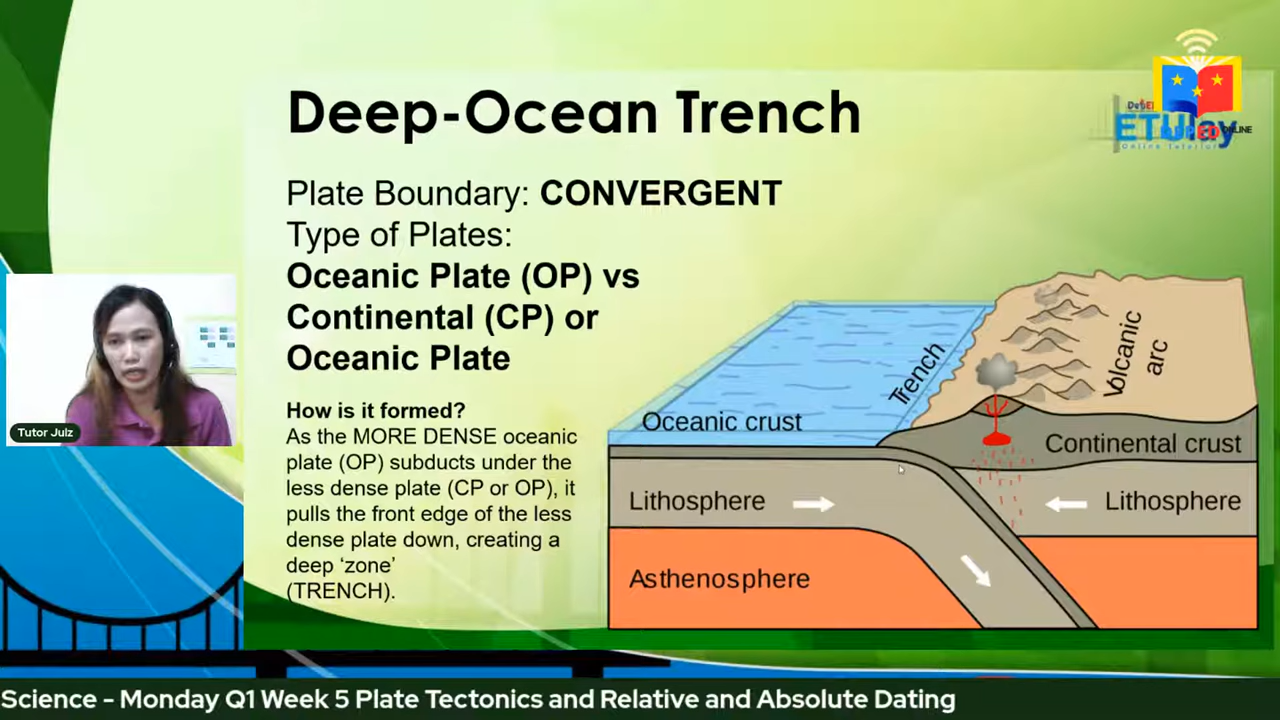 Deep-Ocean Trench
DepEd
ETUlay
ONLINE
Online Tutorial
Plate Boundary: CONVERGENT
Type of Plates:
Oceanic Plate (OP) vs
Continental (CP) or
Oceanic Plate
How is it formed?
As the MORE DENSE oceanic
plate (OP) subducts under the
less dense plate (CP or OP), it
pulls the front edge of the less
dense plate down, creating a
deep ‘zone’
(TRENCH).
Trench
Volcanic
arc
Oceanic crust
Continental crust
Lithosphere
Lithosphere
Asthenosphere
Tutor Julz
Science - Monday Q1 Week 5 Plate Tectonics and Relative and Absolute Dating